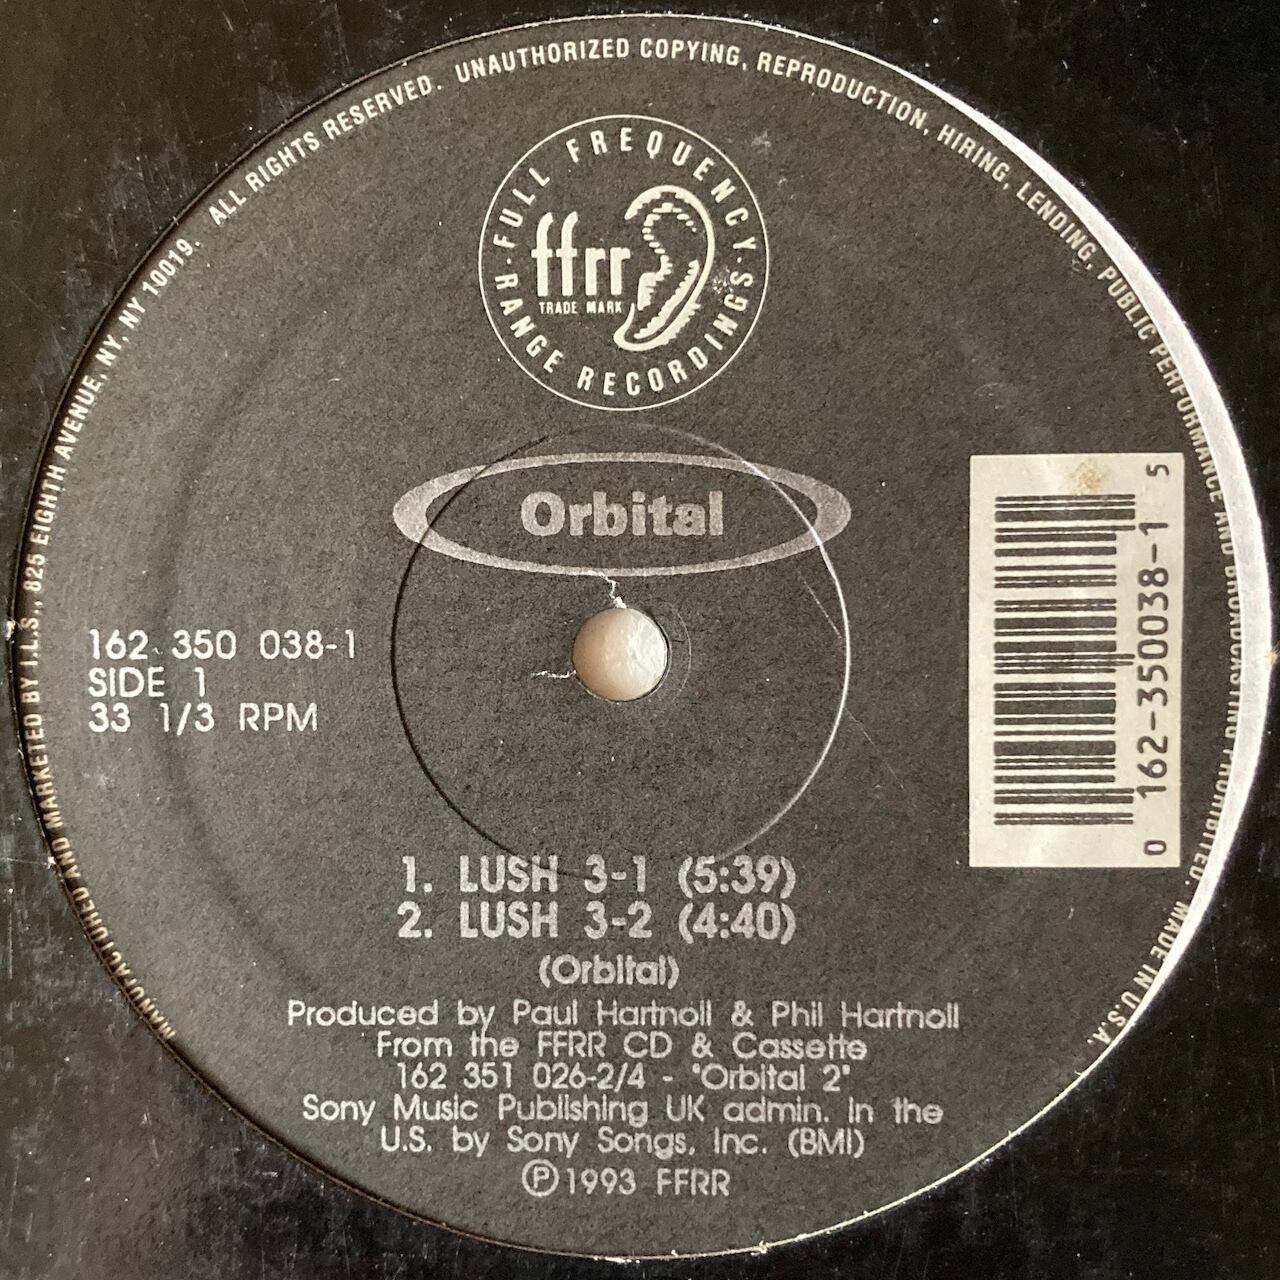 MANUFACTURED AND MARKETED BY I.L.S., 825 EIGHTH AVENUE, NY, NY 10019. ALL RIGHTS RESERVED. UNAUTHORIZED COPYING, REPRODUCTION, HIRING, LENDING, PUBLIC PERFORMANCE AND BROADCASTING PROHIBITED. MADE IN U.S.A.
· FULL FREQUENCY · RANGE RECORDINGS
ffrr
TRADE MARK
Orbital
162 350 038-1
SIDE 1
33 1/3 RPM
0 162-350038-1 5
1. LUSH 3-1 (5:39)
2. LUSH 3-2 (4:40)
(Orbital)
Produced by Paul Hartnoll & Phil Hartnoll
From the FFRR CD & Cassette
162 351 026-2/4 - "Orbital 2"
Sony Music Publishing UK admin. in the
U.S. by Sony Songs, Inc. (BMI)
℗1993 FFRR